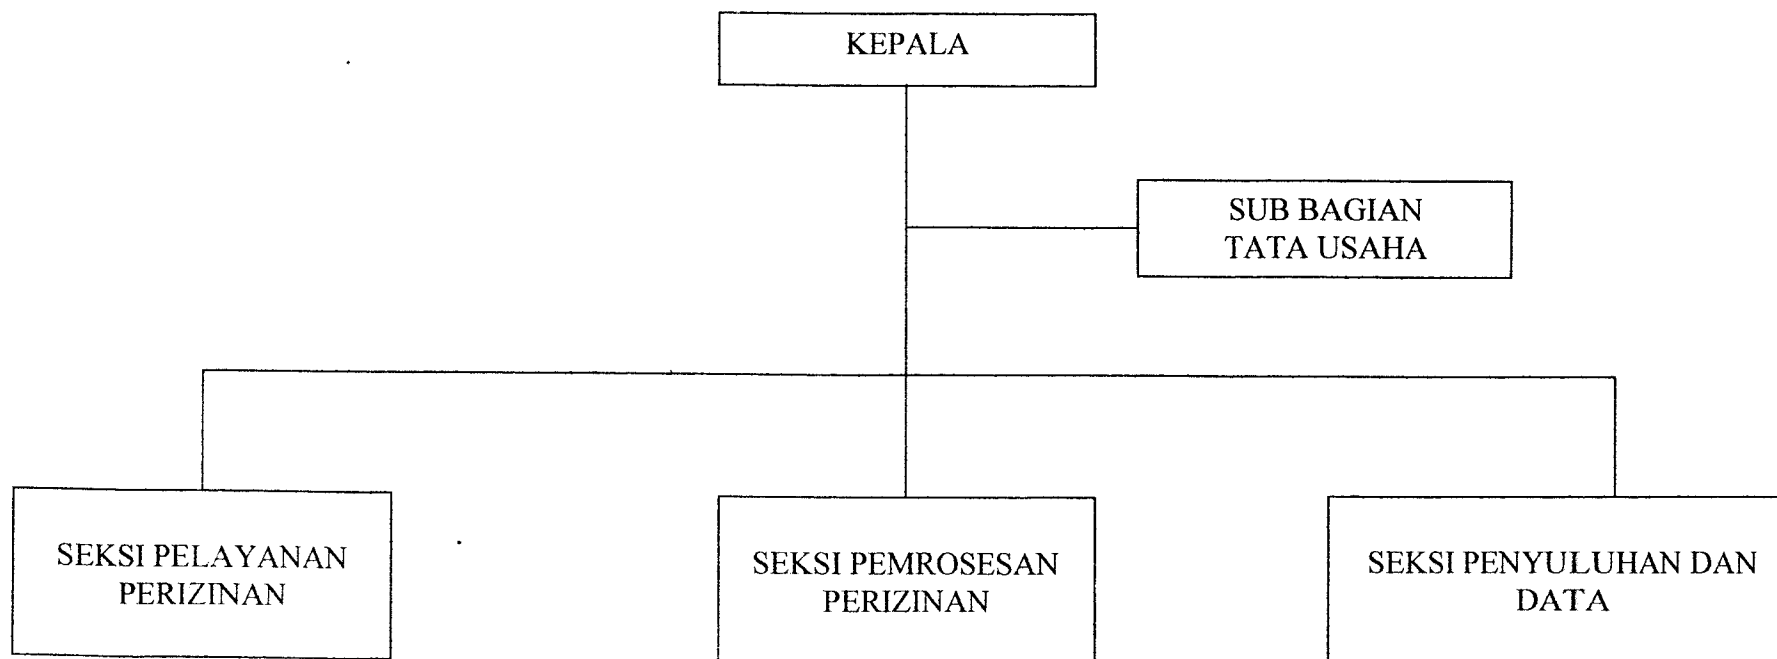 KEPALA
SUB BAGIAN
TATA USAHA
SEKSI PELAYANAN
PERIZINAN
SEKSI PEMROSESAN
PERIZINAN
SEKSI PENYULUHAN DAN
DATA